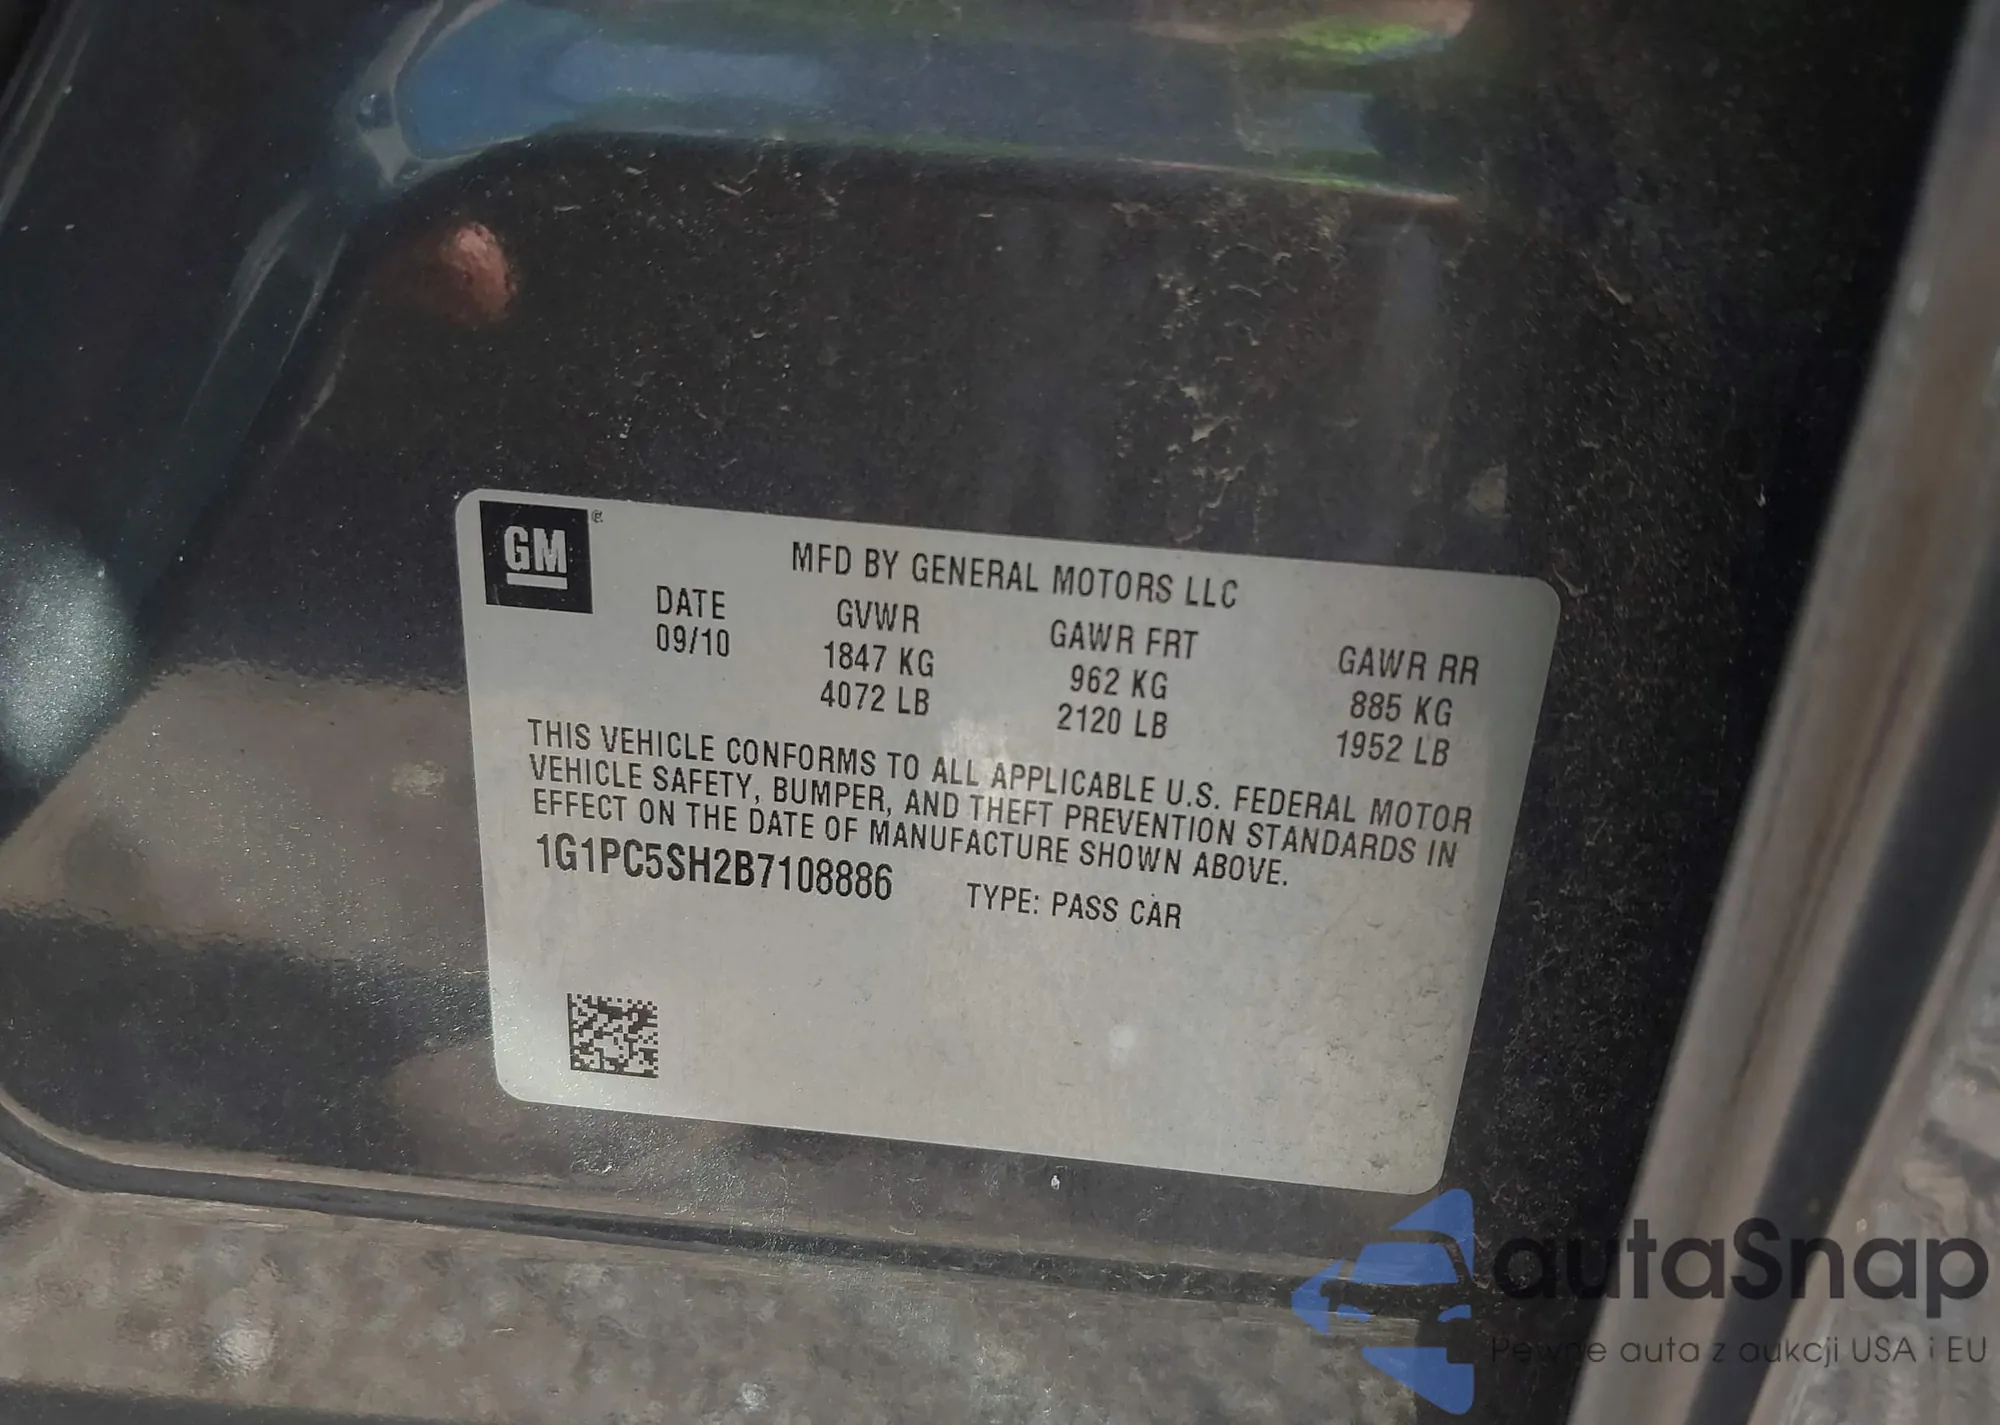 GM
MFD BY GENERAL MOTORS LLC
DATE GVWR GAWR FRT GAWR RR
09/10 1847 KG 962 KG 885 KG
4072 LB 2120 LB 1952 LB
THIS VEHICLE CONFORMS TO ALL APPLICABLE U.S. FEDERAL MOTOR
VEHICLE SAFETY, BUMPER, AND THEFT PREVENTION STANDARDS IN
EFFECT ON THE DATE OF MANUFACTURE SHOWN ABOVE.
1G1PC5SH2B7108886 TYPE: PASS CAR
autaSnap
Pewne auta z aukcji USA i EU